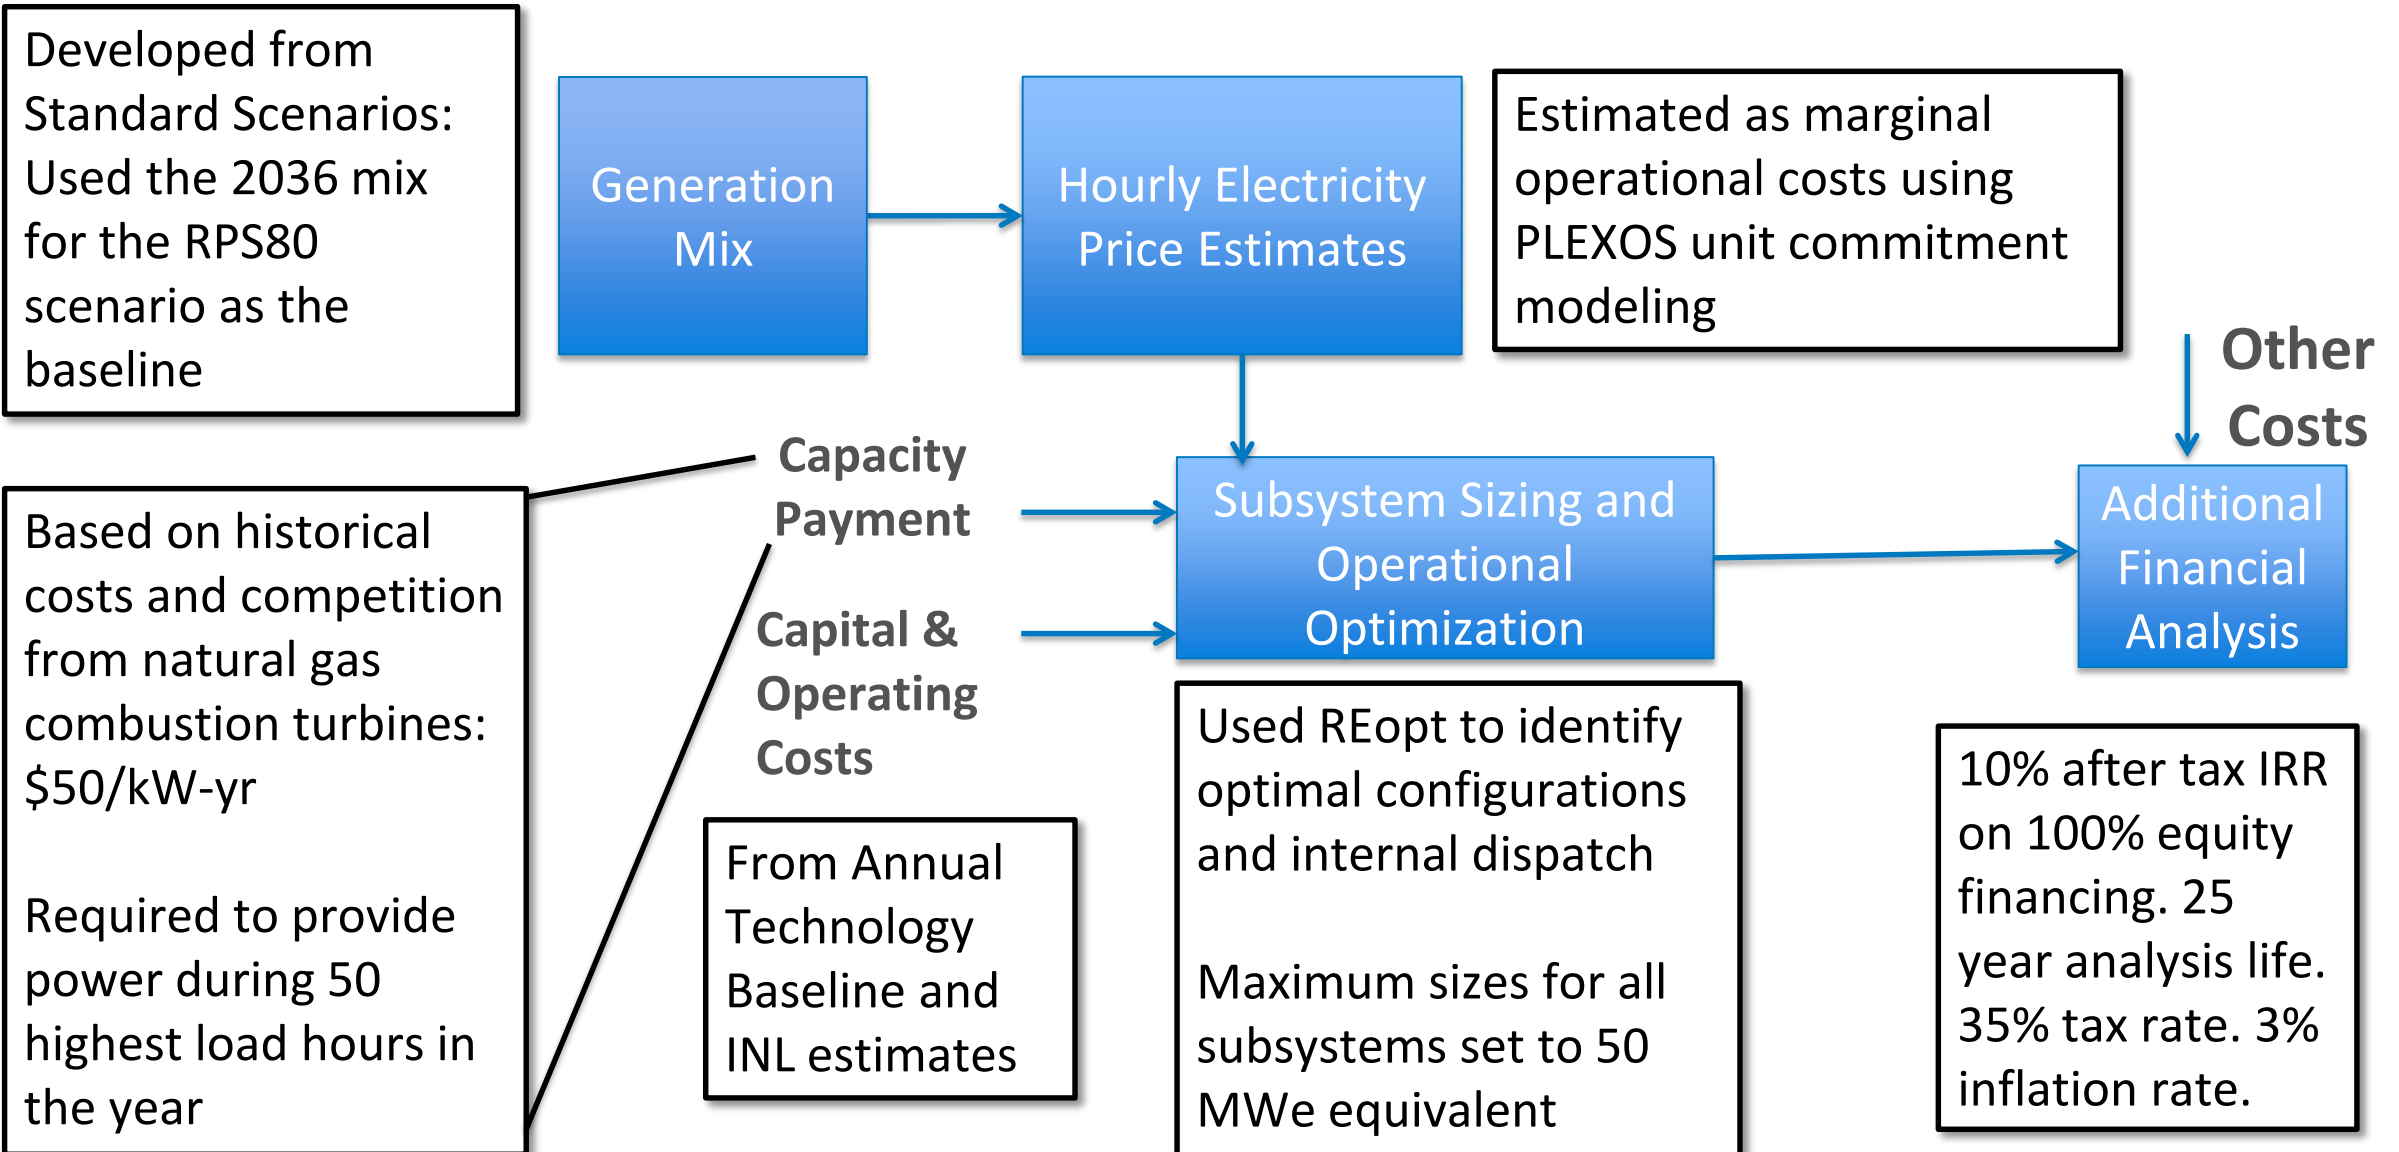 Developed from
Standard Scenarios:
Used the 2036 mix
for the RPS80
scenario as the
baseline
Generation
Mix
Hourly Electricity
Price Estimates
Estimated as marginal
operational costs using
PLEXOS unit commitment
modeling
Other
Costs
Based on historical
costs and competition
from natural gas
combustion turbines:
$50/kW-yr
Required to provide
power during 50
highest load hours in
the year
Capacity
Payment
Capital &
Operating
Costs
From Annual
Technology
Baseline and
INL estimates
Subsystem Sizing and
Operational
Optimization
Used REopt to identify
optimal configurations
and internal dispatch
Maximum sizes for all
subsystems set to 50
MWe equivalent
Additional
Financial
Analysis
10% after tax IRR
on 100% equity
financing. 25
year analysis life.
35% tax rate. 3%
inflation rate.